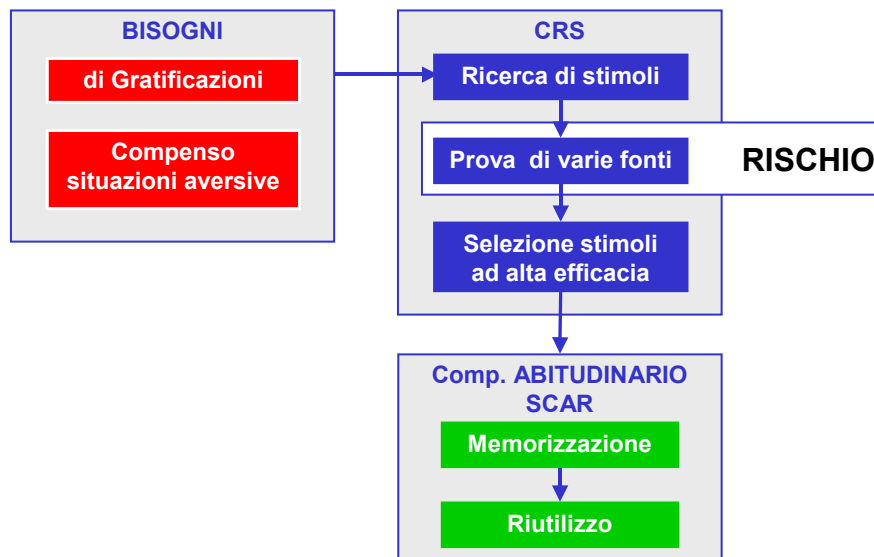 BISOGNI
di Gratificazioni
Compenso
situazioni aversive
CRS
Ricerca di stimoli
Prova di varie fonti
RISCHIO
Selezione stimoli
ad alta efficacia
Comp. ABITUDINARIO
SCAR
Memorizzazione
Riutilizzo